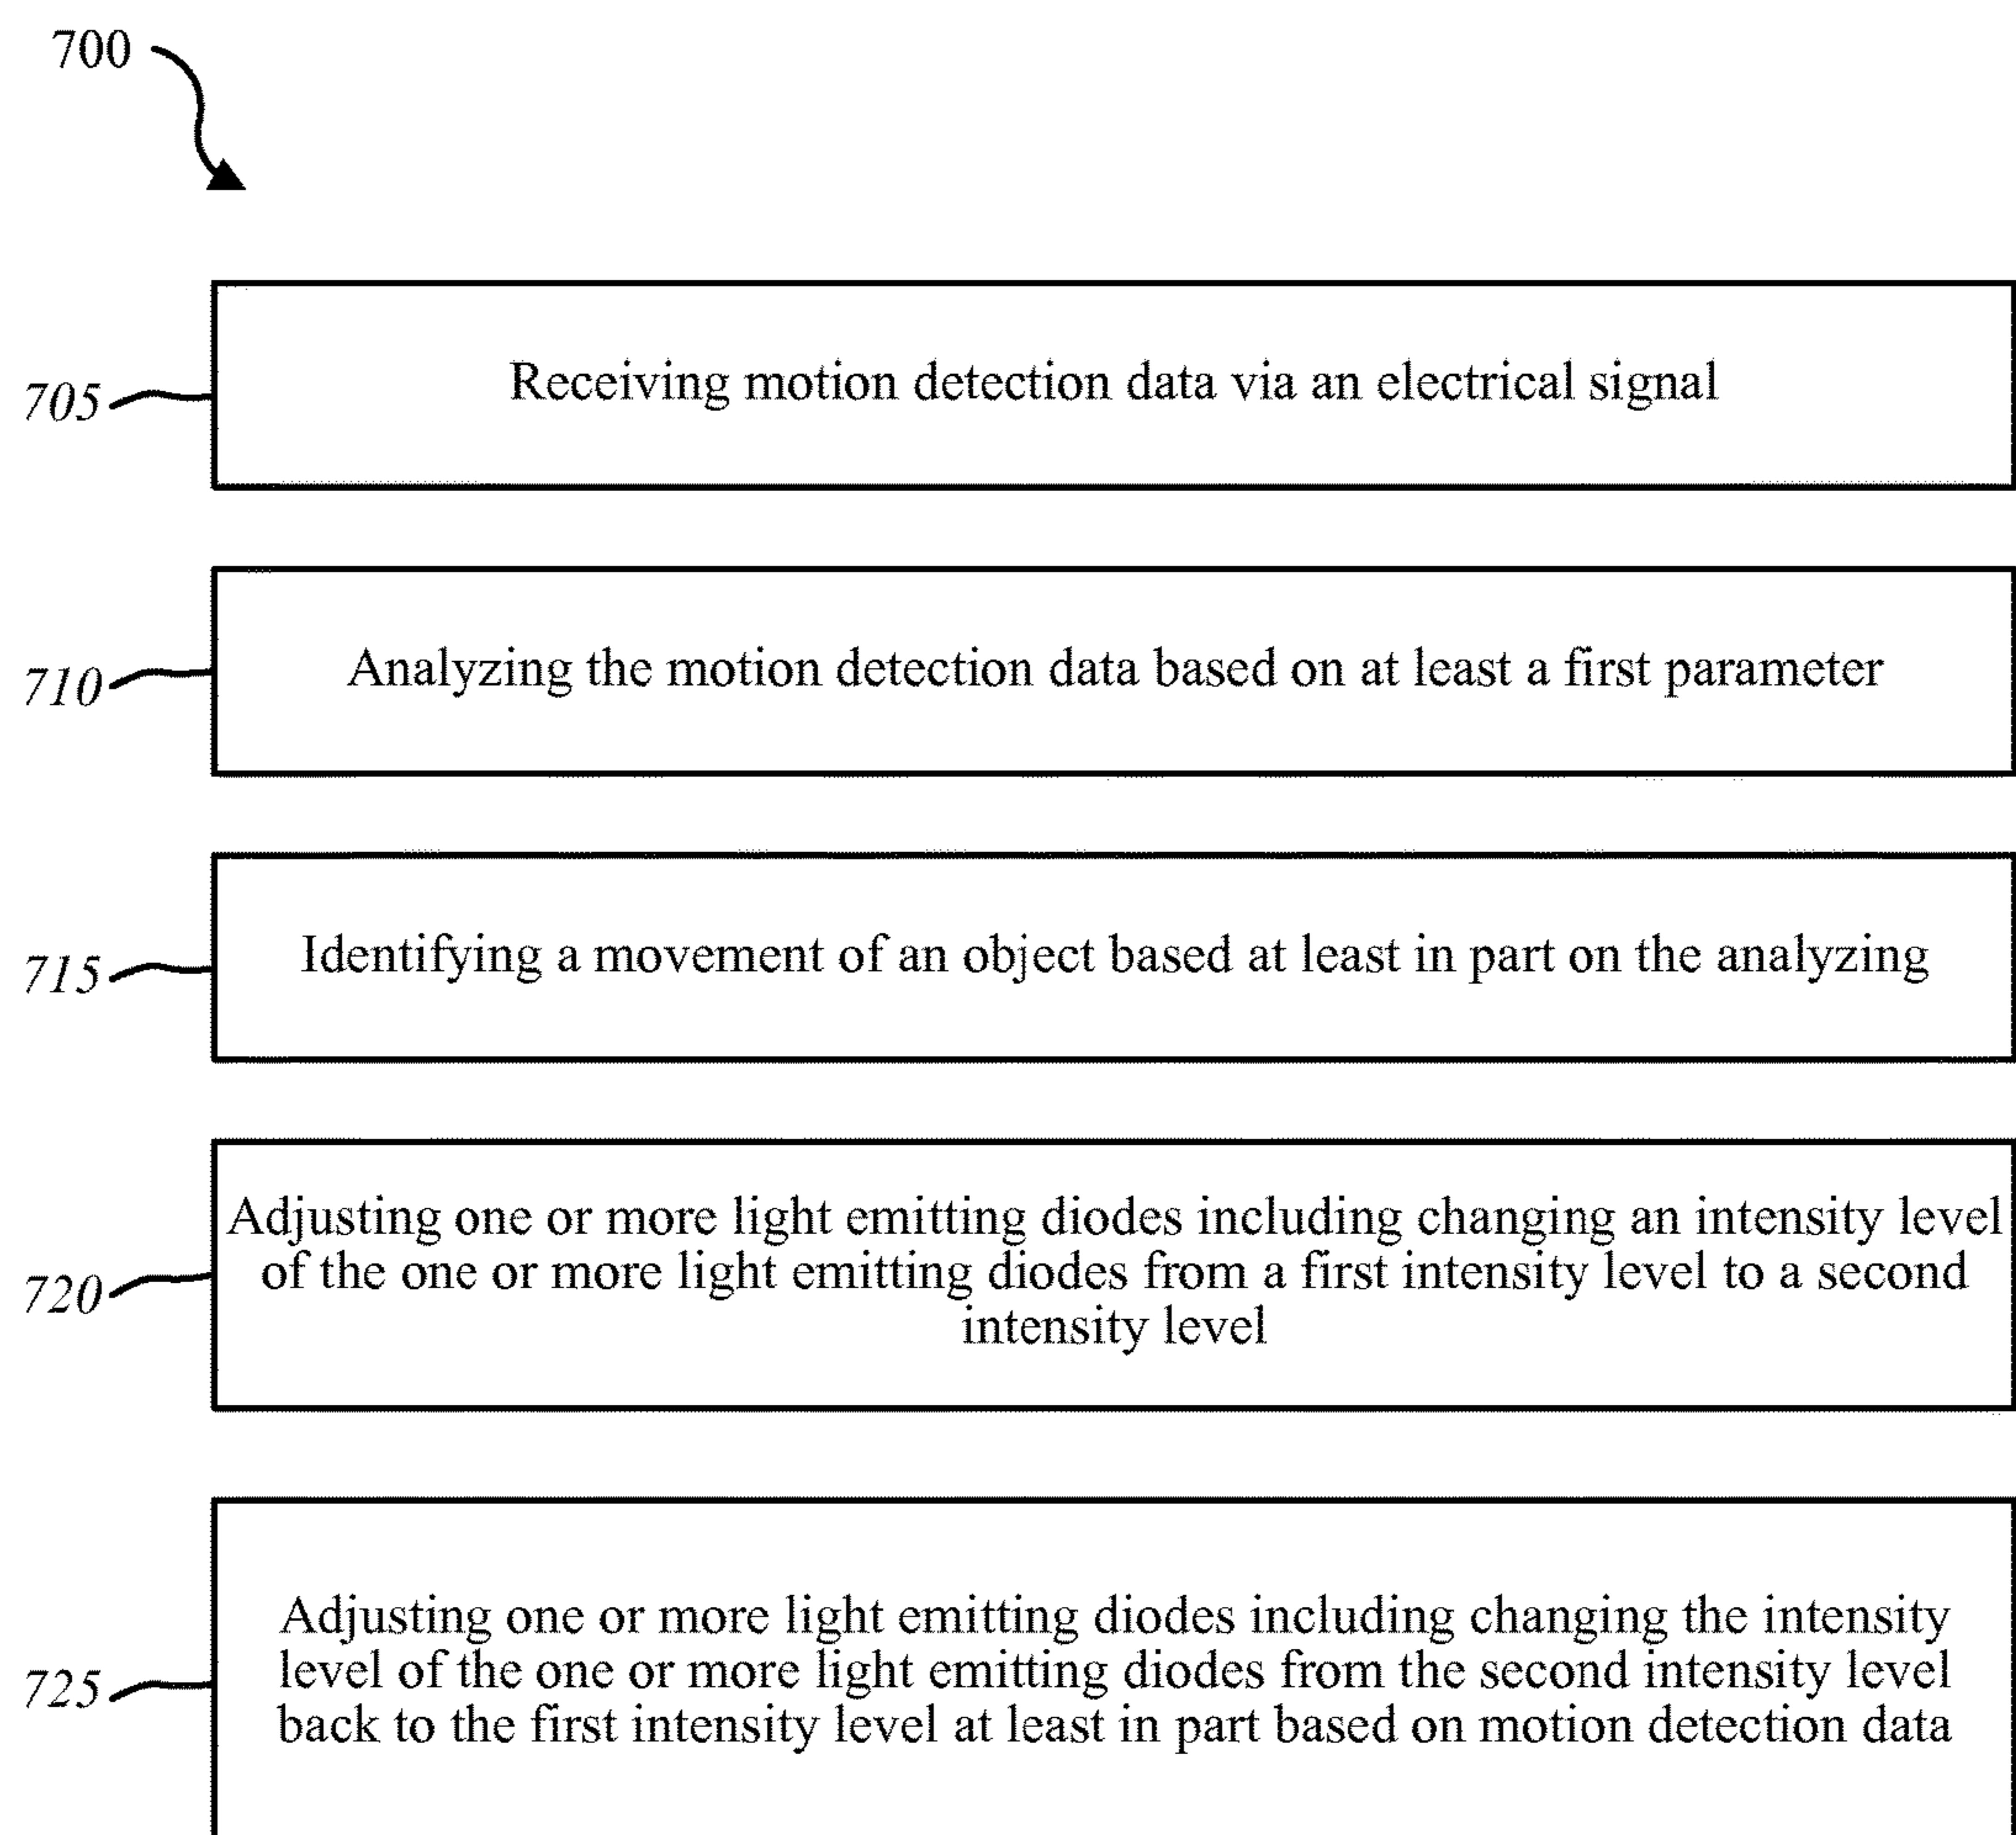 700
705
Receiving motion detection data via an electrical signal
710
Analyzing the motion detection data based on at least a first parameter
715
Identifying a movement of an object based at least in part on the analyzing
720
Adjusting one or more light emitting diodes including changing an intensity level
of the one or more light emitting diodes from a first intensity level to a second
intensity level
725
Adjusting one or more light emitting diodes including changing the intensity
level of the one or more light emitting diodes from the second intensity level
back to the first intensity level at least in part based on motion detection data